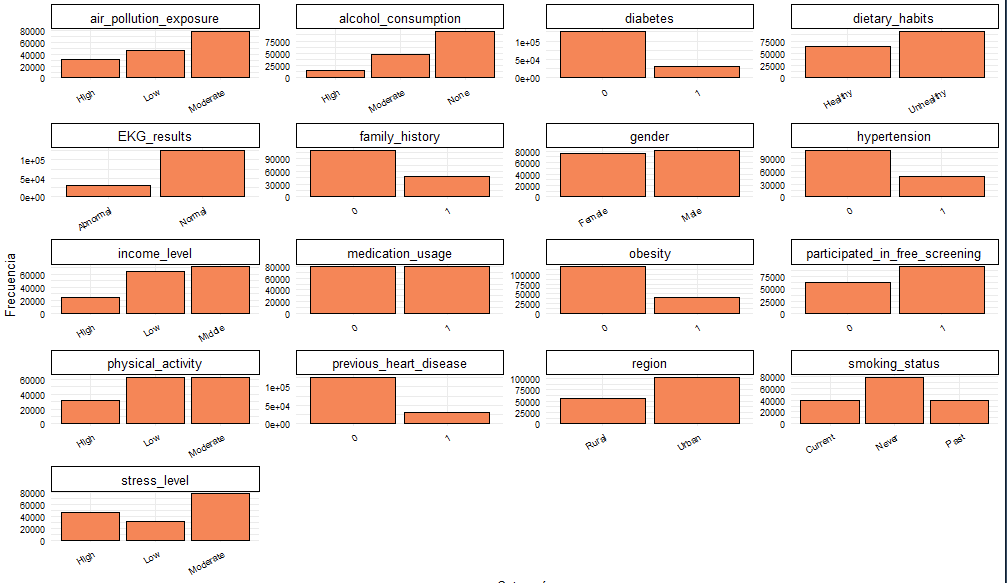 air_pollution_exposure
80000
60000
40000
20000
0
High Low Moderate
alcohol_consumption
75000
50000
25000
0
High Moderate None
diabetes
1e+05
5e+04
0e+00
0 1
dietary_habits
75000
50000
25000
0
Healthy Unhealthy
EKG_results
1e+05
5e+04
0e+00
Abnormal Normal
family_history
90000
60000
30000
0
0 1
gender
80000
60000
40000
20000
0
Female Male
hypertension
90000
60000
30000
0
0 1
Frecuencia
income_level
60000
40000
20000
0
High Low Middle
medication_usage
80000
60000
40000
20000
0
0 1
obesity
100000
75000
50000
25000
0
0 1
participated_in_free_screening
75000
50000
25000
0
0 1
physical_activity
60000
40000
20000
0
High Low Moderate
previous_heart_disease
1e+05
5e+04
0e+00
0 1
region
100000
75000
50000
25000
0
Rural Urban
smoking_status
80000
60000
40000
20000
0
Current Never Past
stress_level
80000
60000
40000
20000
0
High Low Moderate